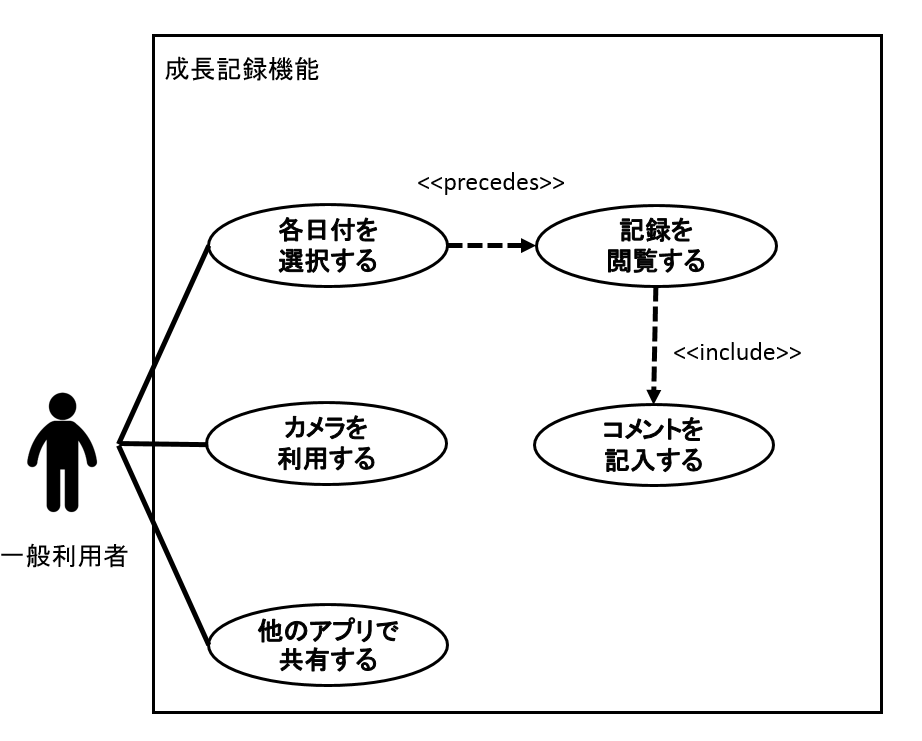 成長記録機能
<<precedes>>
各日付を
選択する
記録を
閲覧する
<<include>>
カメラを
利用する
コメントを
記入する
一般利用者
他のアプリで
共有する